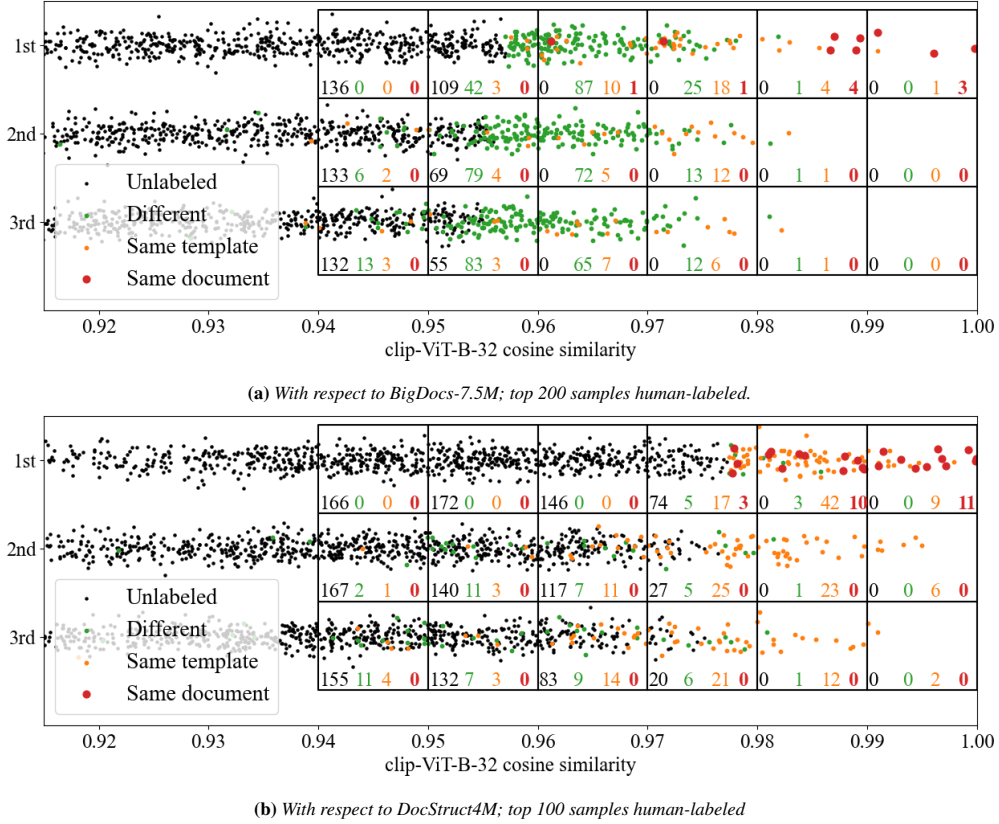 1st
136 0 0 0 109 42 3 0 0 87 10 1 0 25 18 1 0 1 4 4 0 0 1 3
2nd
133 6 2 0 69 79 4 0 0 72 5 0 0 13 12 0 0 1 1 0 0 0 0 0
3rd
132 13 3 0 55 83 3 0 0 65 7 0 0 12 6 0 0 1 1 0 0 0 0 0
Unlabeled
Different
Same template
Same document
0.92 0.93 0.94 0.95 0.96 0.97 0.98 0.99 1.00
clip-ViT-B-32 cosine similarity
(a) With respect to BigDocs-7.5M; top 200 samples human-labeled.
1st
166 0 0 0 172 0 0 0 146 0 0 0 74 5 17 3 0 3 42 10 0 0 9 11
2nd
167 2 1 0 140 11 3 0 117 7 11 0 27 5 25 0 0 1 23 0 0 0 6 0
3rd
155 11 4 0 132 7 3 0 83 9 14 0 20 6 21 0 0 1 12 0 0 0 2 0
Unlabeled
Different
Same template
Same document
0.92 0.93 0.94 0.95 0.96 0.97 0.98 0.99 1.00
clip-ViT-B-32 cosine similarity
(b) With respect to DocStruct4M; top 100 samples human-labeled